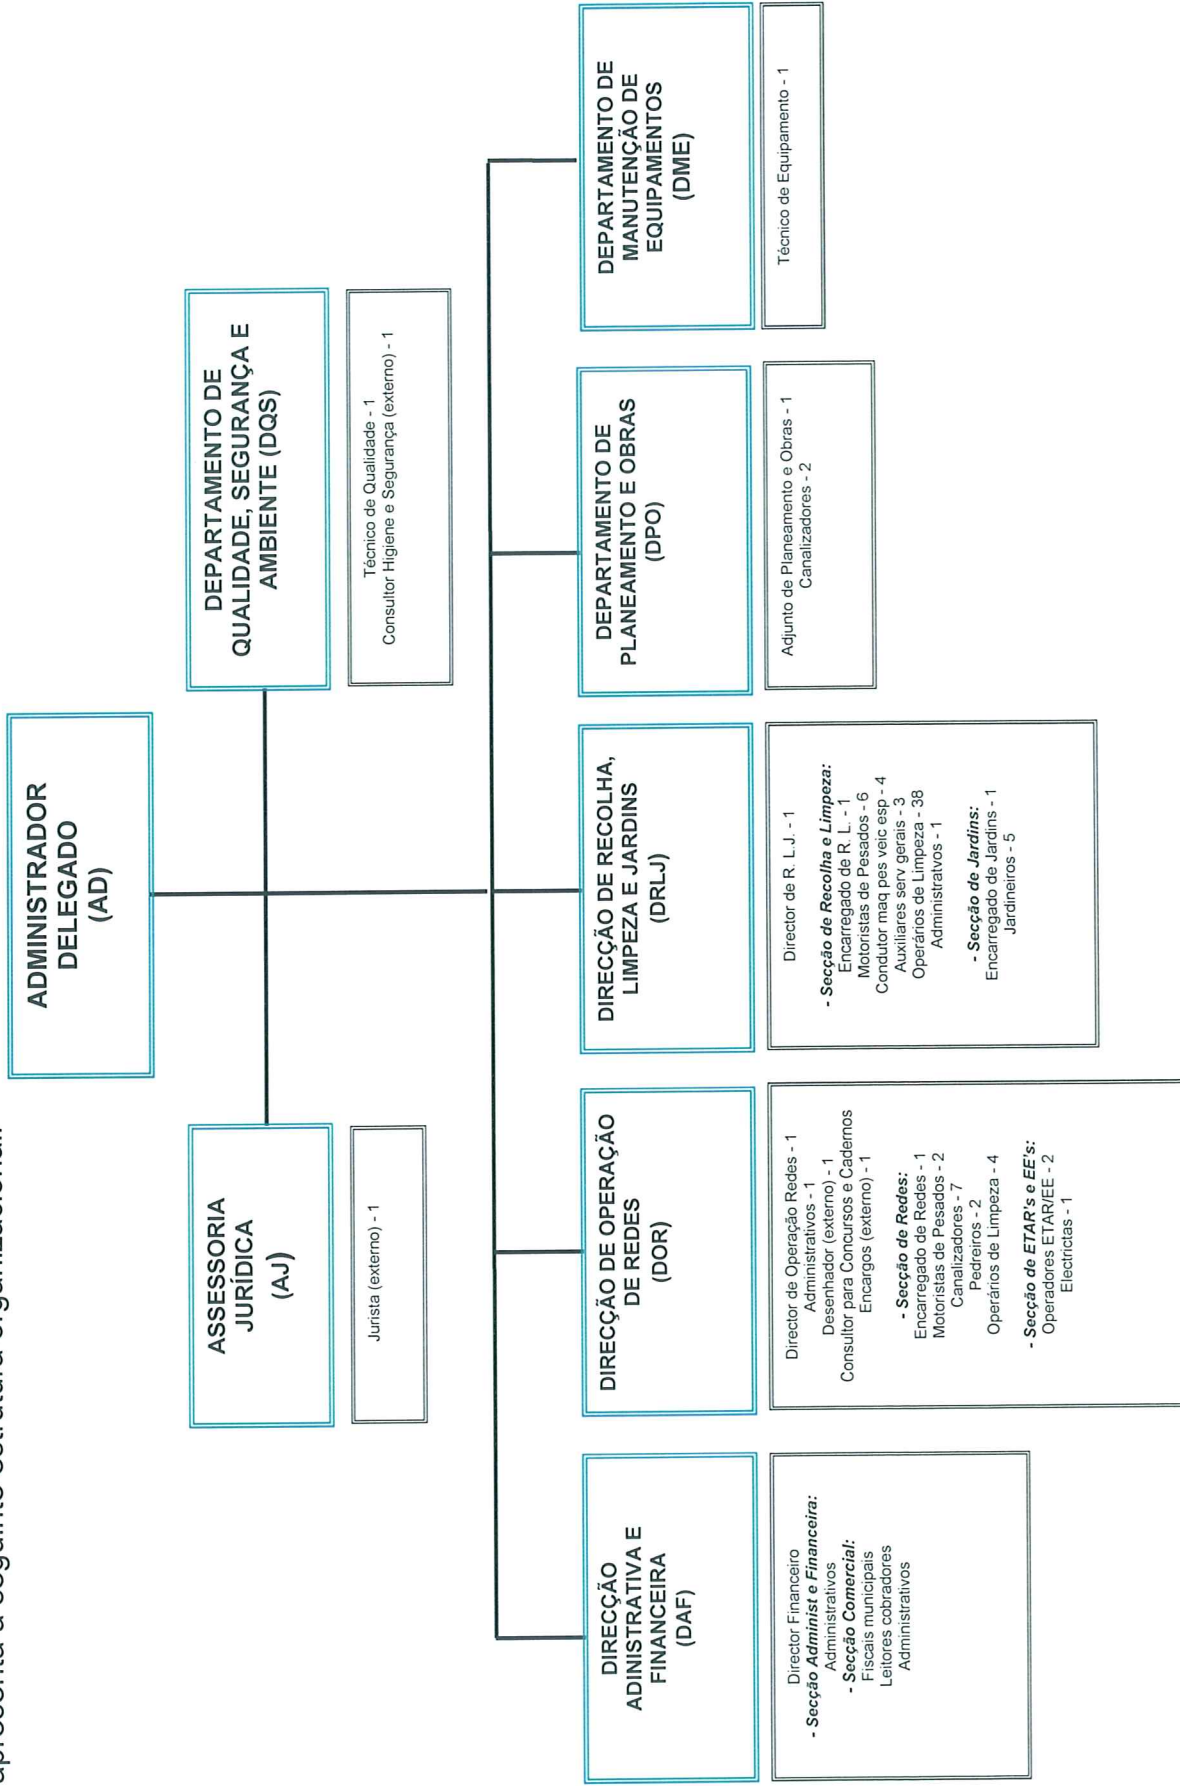 apresenta a seguinte estrutura organizacional:
ADMINISTRADOR
DELEGADO
(AD)
ASSESSORIA
JURÍDICA
(AJ)
Jurista (externo) - 1
DEPARTAMENTO DE
QUALIDADE, SEGURANÇA E
AMBIENTE (DQS)
Técnico de Qualidade - 1
Consultor Higiene e Segurança (externo) - 1
DIRECÇÃO
ADINISTRATIVA E
FINANCEIRA
(DAF)
Director Financeiro
- Secção Administ e Financeira:
Administrativos
- Secção Comercial:
Fiscais municipais
Leitores cobradores
Administrativos
DIRECÇÃO DE OPERAÇÃO
DE REDES
(DOR)
Director de Operação Redes - 1
Administrativos - 1
Desenhador (externo) - 1
Consultor para Concursos e Cadernos
Encargos (externo) - 1
- Secção de Redes:
Encarregado de Redes - 1
Motoristas de Pesados - 2
Canalizadores - 7
Pedreiros - 2
Operários de Limpeza - 4
- Secção de ETAR's e EE's:
Operadores ETAR/EE - 2
Electrictas - 1
DIRECÇÃO DE RECOLHA,
LIMPEZA E JARDINS
(DRLJ)
Director de R. L.J. - 1
- Secção de Recolha e Limpeza:
Encarregado de R. L. - 1
Motoristas de Pesados - 6
Condutor maq pes veic esp - 4
Auxiliares serv gerais - 3
Operários de Limpeza - 38
Administratvos - 1
- Secção de Jardins:
Encarregado de Jardins - 1
Jardineiros - 5
DEPARTAMENTO DE
PLANEAMENTO E OBRAS
(DPO)
Adjunto de Planeamento e Obras - 1
Canalizadores - 2
DEPARTAMENTO DE
MANUTENÇÃO DE
EQUIPAMENTOS
(DME)
Técnico de Equipamento - 1